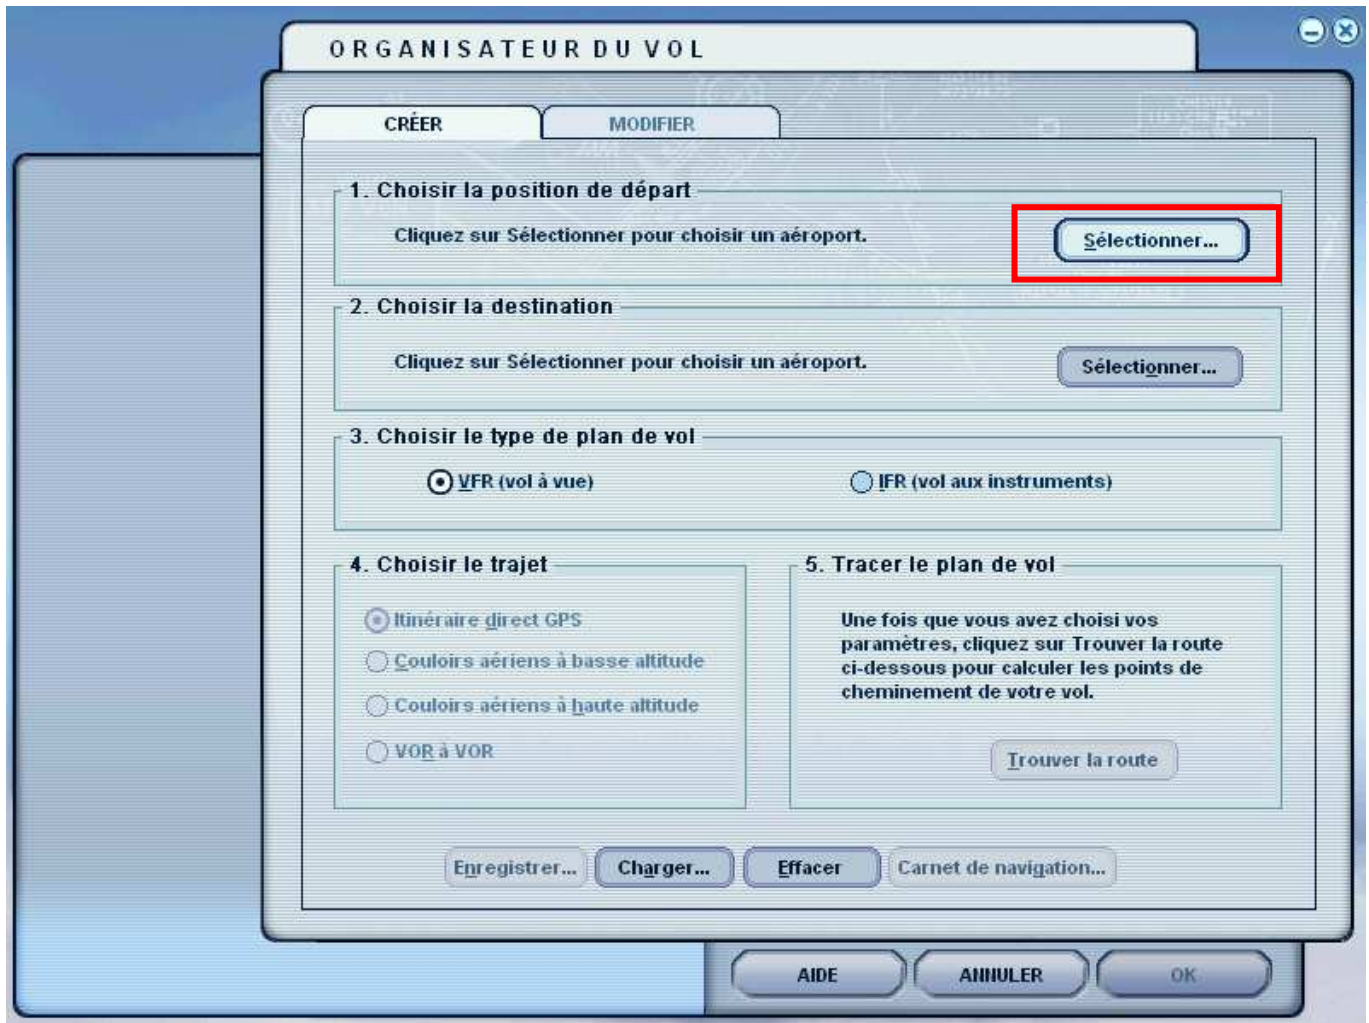 ORGANISATEUR DU VOL
CRÉER
MODIFIER
1. Choisir la position de départ
Cliquez sur Sélectionner pour choisir un aéroport.
Sélectionner...
2. Choisir la destination
Cliquez sur Sélectionner pour choisir un aéroport.
Sélectionner...
3. Choisir le type de plan de vol
VFR (vol à vue)
IFR (vol aux instruments)
4. Choisir le trajet
Itinéraire direct GPS
Couloirs aériens à basse altitude
Couloirs aériens à haute altitude
VOR à VOR
5. Tracer le plan de vol
Une fois que vous avez choisi vos
paramètres, cliquez sur Trouver la route
ci-dessous pour calculer les points de
cheminement de votre vol.
Trouver la route
Enregistrer...
Charger...
Effacer
Carnet de navigation...
AIDE
ANNULER
OK